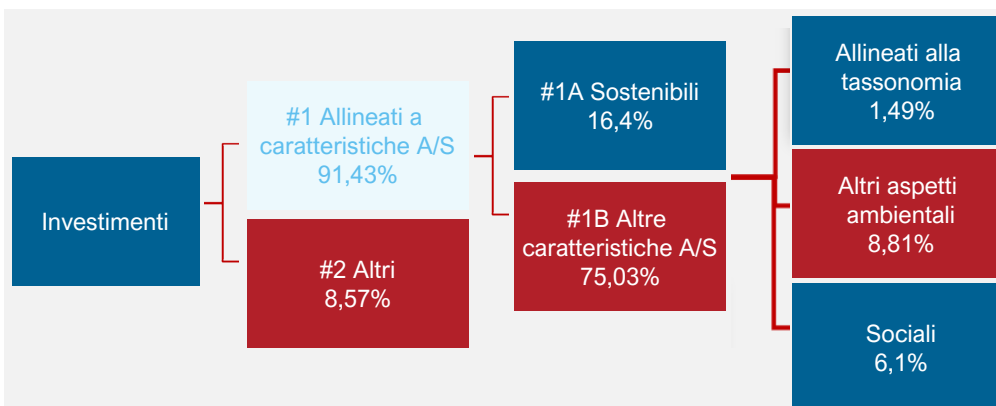 Investimenti
#1 Allineati a
caratteristiche A/S
91,43%
#2 Altri
8,57%
#1A Sostenibili
16,4%
#1B Altre
caratteristiche A/S
75,03%
Allineati alla
tassonomia
1,49%
Altri aspetti
ambientali
8,81%
Sociali
6,1%